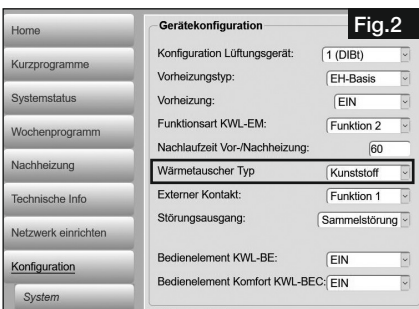 Fig.2
Home
Kurzprogramme
Systemstatus
Wochenprogramm
Nachheizung
Technische Info
Netzwerk einrichten
Konfiguration
System
Gerätekonfiguration
Konfiguration Lüftungsgerät: 1 (DIBt)
Vorheizungstyp: EH-Basis
Vorheizung: EIN
Funktionsart KWL-EM: Funktion 2
Nachlaufzeit Vor-/Nachheizung: 60
Wärmetauscher Typ Kunststoff
Externer Kontakt: Funktion 1
Störungsausgang: Sammelstörung
Bedienelement KWL-BE: EIN
Bedienelement Komfort KWL-BEC: EIN